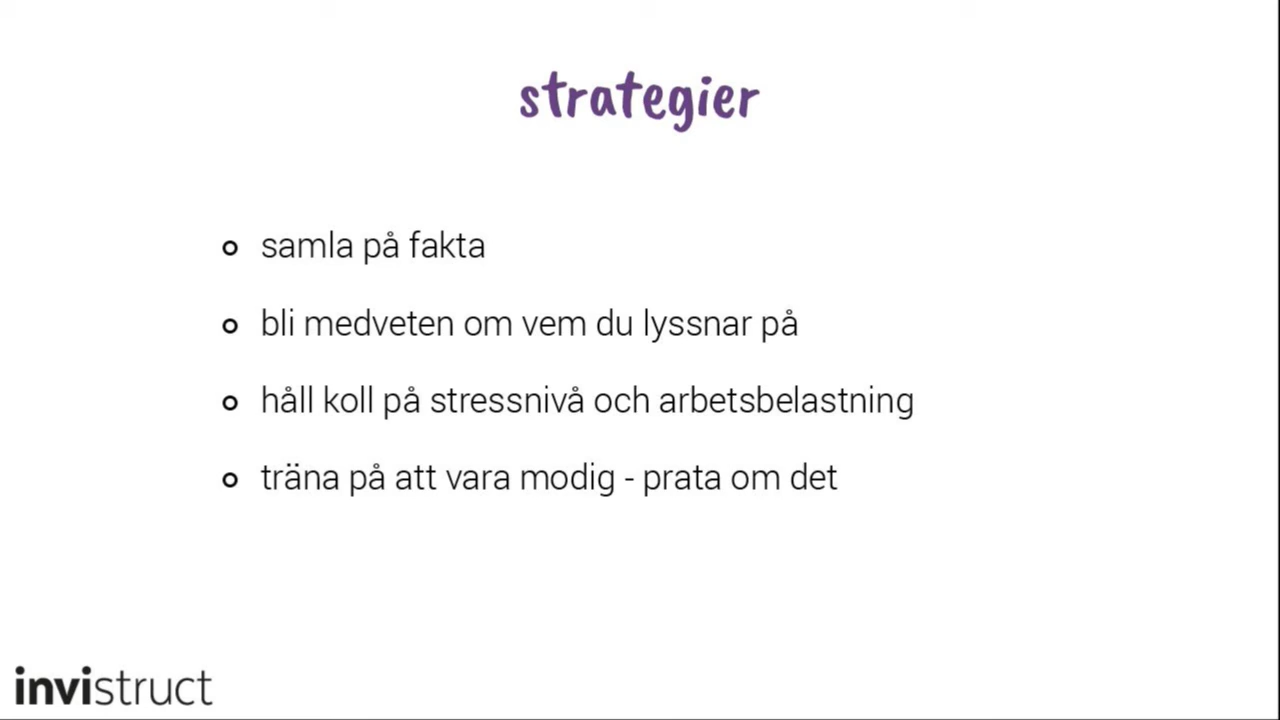 strategier
samla på fakta
bli medveten om vem du lyssnar på
håll koll på stressnivå och arbetsbelastning
träna på att vara modig - prata om det
invistruct